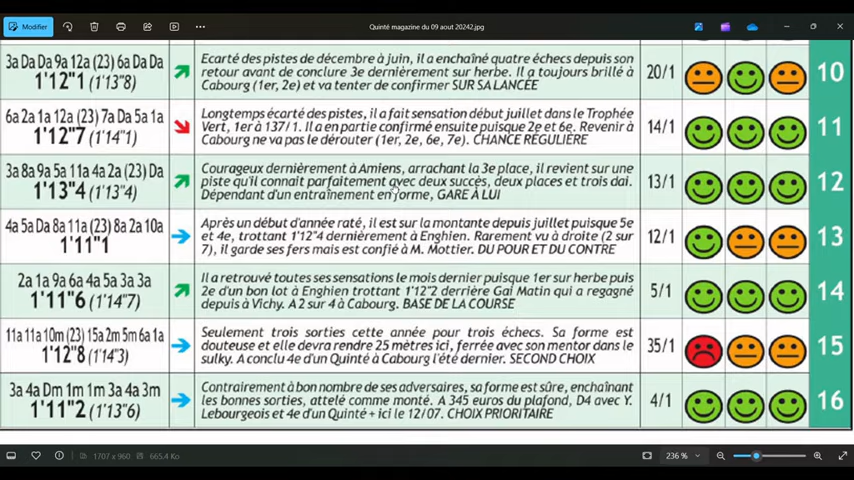 Modifier
Quinté magazine du 09 aout 20242.jpg
3a Da Da 9a 12a (23) 6a Da Da
1'12"1 (1'13"8)
Ecarté des pistes de décembre à juin, il a enchaîné quatre échecs depuis son
retour avant de conclure 3e dernièrement sur herbe. Il a toujours brillé à
Cabourg (1er, 2e) et va tenter de confirmer SUR SA LANCÉE
20/1
10
6a 2a 1a 12a (23) 7a Da 5a 1a
1'12"7 (1'14"1)
Longtemps écarté des pistes, il a fait sensation début juillet dans le Trophée
Vert, 1er à 137/1. Il a en partie confirmé ensuite puisque 2e et 6e. Revenir à
Cabourg ne va pas le dérouter (1er, 2e, 6e, 7e). CHANCE RÉGULIÈRE
14/1
11
3a 8a 9a 5a 11a 4a 2a (23) Da
1'13"4 (1'13"4)
Courageux dernièrement à Amiens, arrachant la 3e place, il revient sur une
piste qu'il connait parfaitement avec deux succès, deux places et trois dai.
Dépendant d'un entraînement en forme, GARE À LUI
13/1
12
4a 5a Da 8a 11a (23) 8a 2a 10a
1'11"1
Après un début d'année raté, il est sur la montante depuis juillet puisque 5e
et 4e, trottant 1'12"4 dernièrement à Enghien. Rarement vu à droite (2 sur
7), il garde ses fers mais est confié à M. Mottier. DU POUR ET DU CONTRE
12/1
13
2a 1a 9a 6a 4a 5a 3a 3a
1'11"6 (1'14"7)
Il a retrouvé toutes ses sensations le mois dernier puisque 1er sur herbe puis
2e d'un bon lot à Enghien trottant 1'12"2 derrière Gai Matin qui a regagné
depuis à Vichy. A 2 sur 4 à Cabourg. BASE DE LA COURSE
5/1
14
11a 11a 10m (23) 15a 2m 5m 6a 1a
1'12"8 (1'14"3)
Seulement trois sorties cette année pour trois échecs. Sa forme est
douteuse et elle devra rendre 25 mètres ici, ferrée avec son mentor dans le
sulky. A conclu 4e d'un Quinté à Cabourg l'été dernier. SECOND CHOIX
35/1
15
3a 4a Dm 1m 1m 3a 4a 3m
1'11"2 (1'13"6)
Contrairement à bon nombre de ses adversaires, sa forme est sûre, enchaînant
les bonnes sorties, attelé comme monté. A 345 euros du plafond, D4 avec Y.
Lebourgeois et 4e d'un Quinté + ici le 12/07. CHOIX PRIORITAIRE
4/1
16
1707 x 960
665.4 Ko
236 %